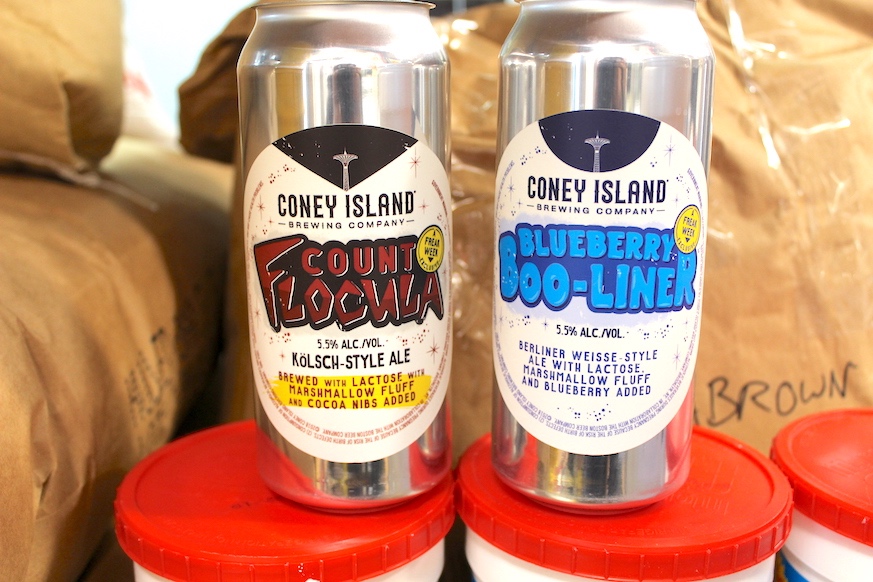 CONEY ISLAND
BREWING COMPANY
A
FREAK
WEEK
EXCLUSIVE
COUNT
FLOCULA
5.5% ALC./VOL.
KÖLSCH-STYLE ALE
BREWED WITH LACTOSE WITH
MARSHMALLOW FLUFF
AND COCOA NIBS ADDED
CONEY ISLAND
BREWING COMPANY
A
FREAK
WEEK
EXCLUSIVE
BLUEBERRY
BOO-LINER
5.5% ALC./VOL.
BERLINER WEISSE-STYLE
ALE WITH LACTOSE,
MARSHMALLOW FLUFF
AND BLUEBERRY ADDED
BROWN